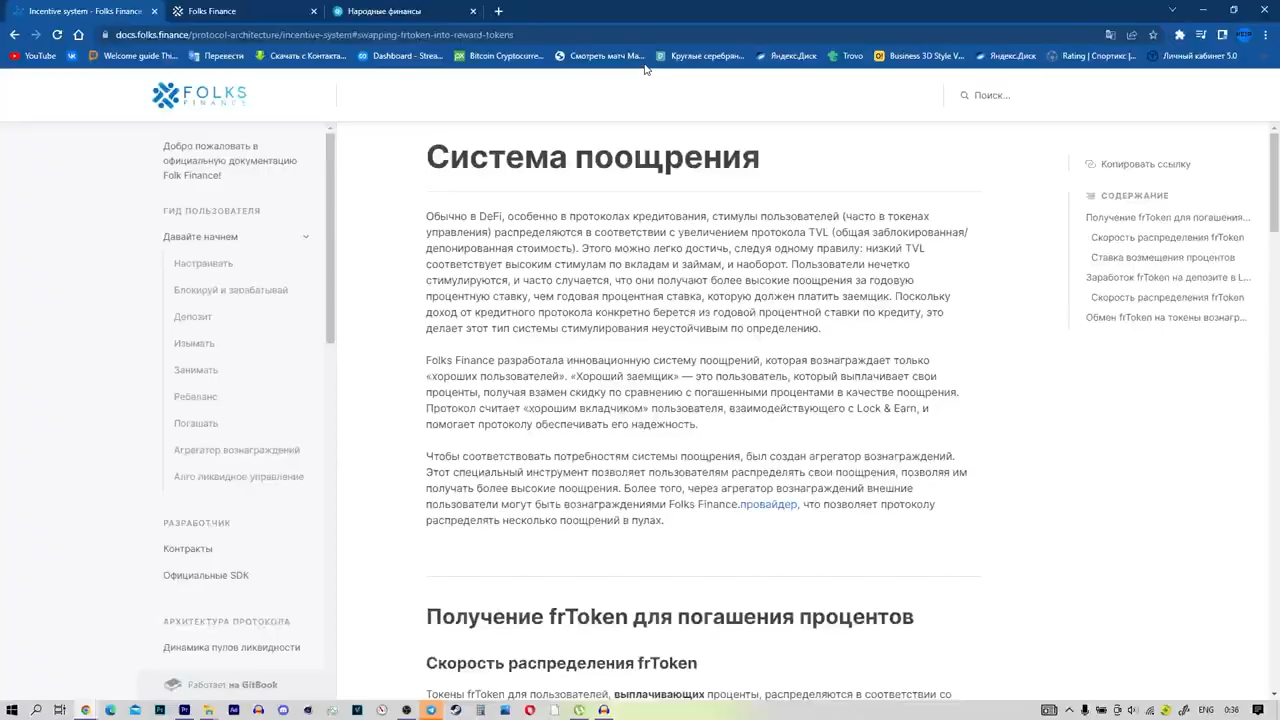 Incentive system - Folks Finance
Incentive System - Folks Finance
Народные финансы
docs.folks.finance/protocol-architecture/incentive-system#swapping-frtoken-into-reward-tokens
YouTube
Welcome guide Th...
Перевести
Скачать с Контакта...
Dashboard - Strea...
Bitcoin Cryptocurre...
Смотреть матч Ма...
Круглые серебрян...
Яндекс.Диск
Trovo
Business 3D Style V...
Яндекс.Диск
Rating | Спортикс |...
Личный кабинет 5.0
FOLKS
FINANCE
Поиск...
Добро пожаловать в
официальную документацию
Folk Finance!
ГИД ПОЛЬЗОВАТЕЛЯ
Давайте начнем
Настраивать
Блокируй и зарабатывай
Депозит
Изымать
Занимать
Ребаланс
Погашать
Агрегатор вознаграждений
Алго ликвидное управление
РАЗРАБОТЧИК
Контракты
Официальные SDK
АРХИТЕКТУРА ПРОТОКОЛА
Динамика пулов ликвидности
Работает на GitBook
Система поощрения
Обычно в DeFi, особенно в протоколах кредитования, стимулы пользователей (часто в токенах
управления) распределяются в соответствии с увеличением протокола TVL (общая заблокированная/
депонированная стоимость). Этого можно легко достичь, следуя одному правилу: низкий TVL
соответствует высоким стимулам по вкладам и займам, и наоборот. Пользователи нечетко
стимулируются, и часто случается, что они получают более высокие поощрения за годовую
процентную ставку, чем годовая процентная ставка, которую должен платить заемщик. Поскольку
доход от кредитного протокола конкретно берется из годовой процентной ставки по кредиту, это
делает этот тип системы стимулирования неустойчивым по определению.
Folks Finance разработала инновационную систему поощрений, которая вознаграждает только
«хороших пользователей». «Хороший заемщик» — это пользователь, который выплачивает свои
проценты, получая взамен скидку по сравнению с погашенными процентами в качестве поощрения.
Протокол считает «хорошим вкладчиком» пользователя, взаимодействующего с Lock & Earn, и
помогает протоколу обеспечивать его надежность.
Чтобы соответствовать потребностям системы поощрения, был создан агрегатор вознаграждений.
Этот специальный инструмент позволяет пользователям распределять свои поощрения, позволяя им
получать более высокие поощрения. Более того, через агрегатор вознаграждений внешние
пользователи могут быть вознаграждениями Folks Finance.провайдер, что позволяет протоколу
распределять несколько поощрений в пулах.
Получение frToken для погашения процентов
Скорость распределения frToken
Токены frToken для пользователей, выплачивающих проценты, распределяются в соответствии со
Копировать ссылку
СОДЕРЖАНИЕ
Получение frToken для погашения...
Скорость распределения frToken
Ставка возмещения процентов
Заработок frToken на депозите в L...
Скорость распределения frToken
Обмен frToken на токены вознагр...
ENG
0:36